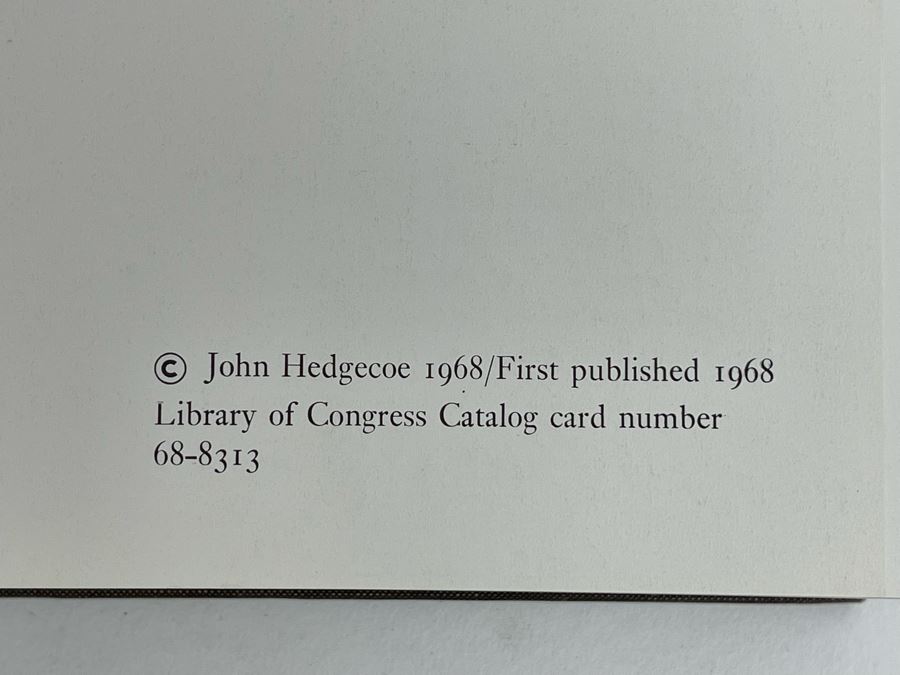 © John Hedgecoe 1968/First published 1968
Library of Congress Catalog card number
68-8313